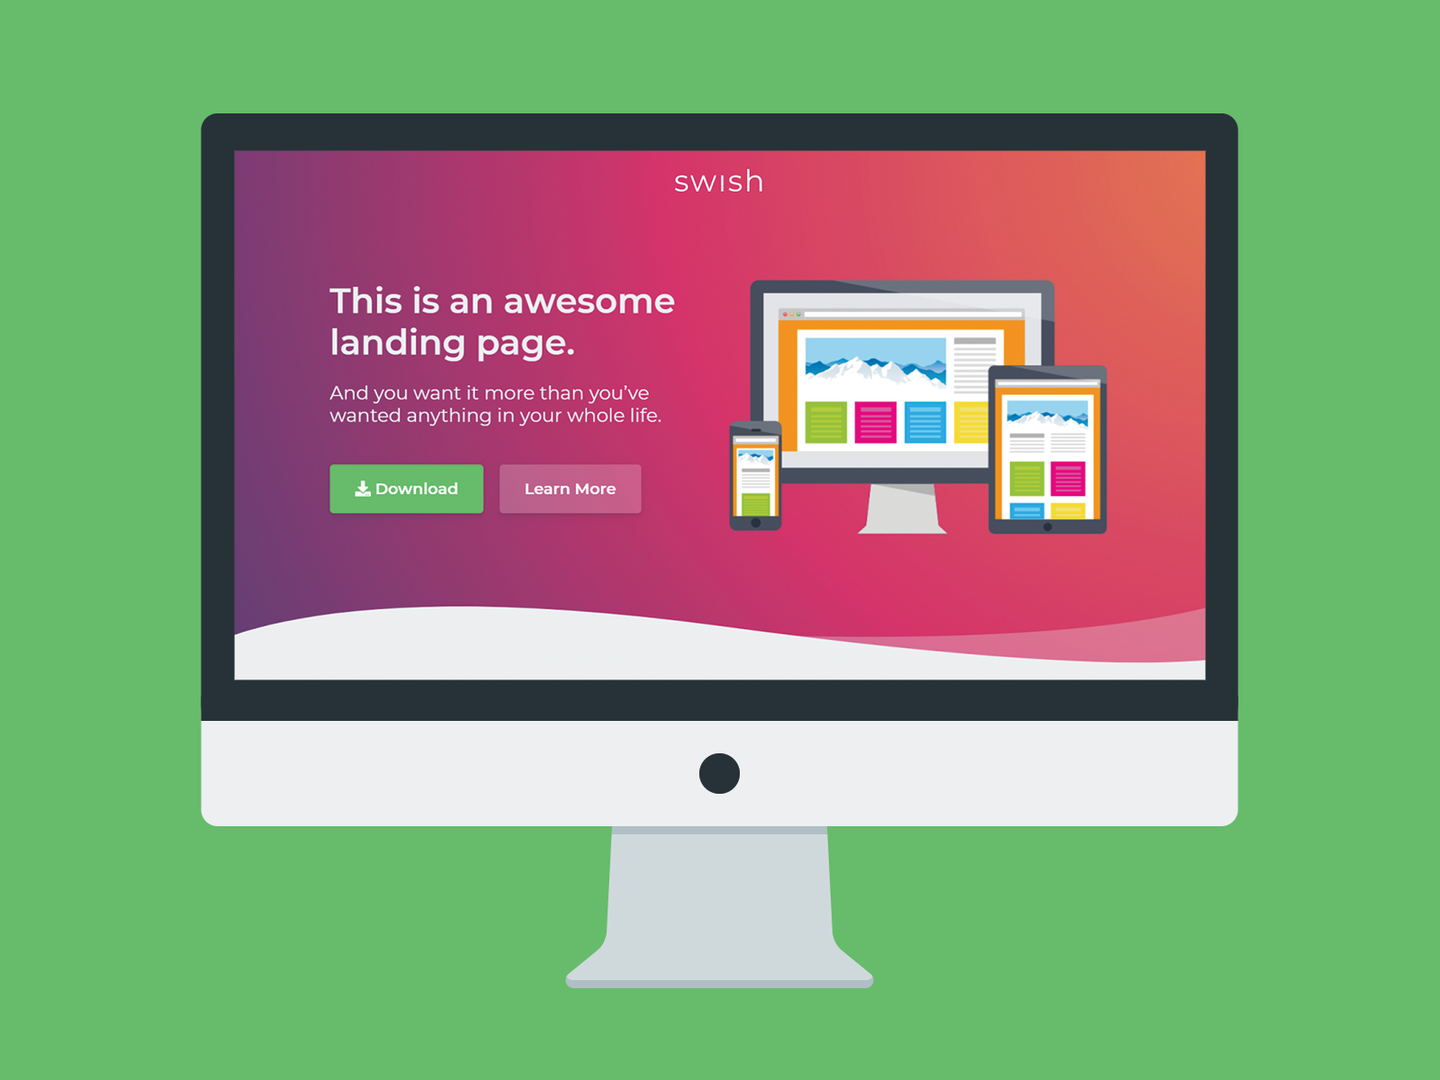 swish
This is an awesome
landing page.
And you want it more than you’ve
wanted anything in your whole life.
Download
Learn More